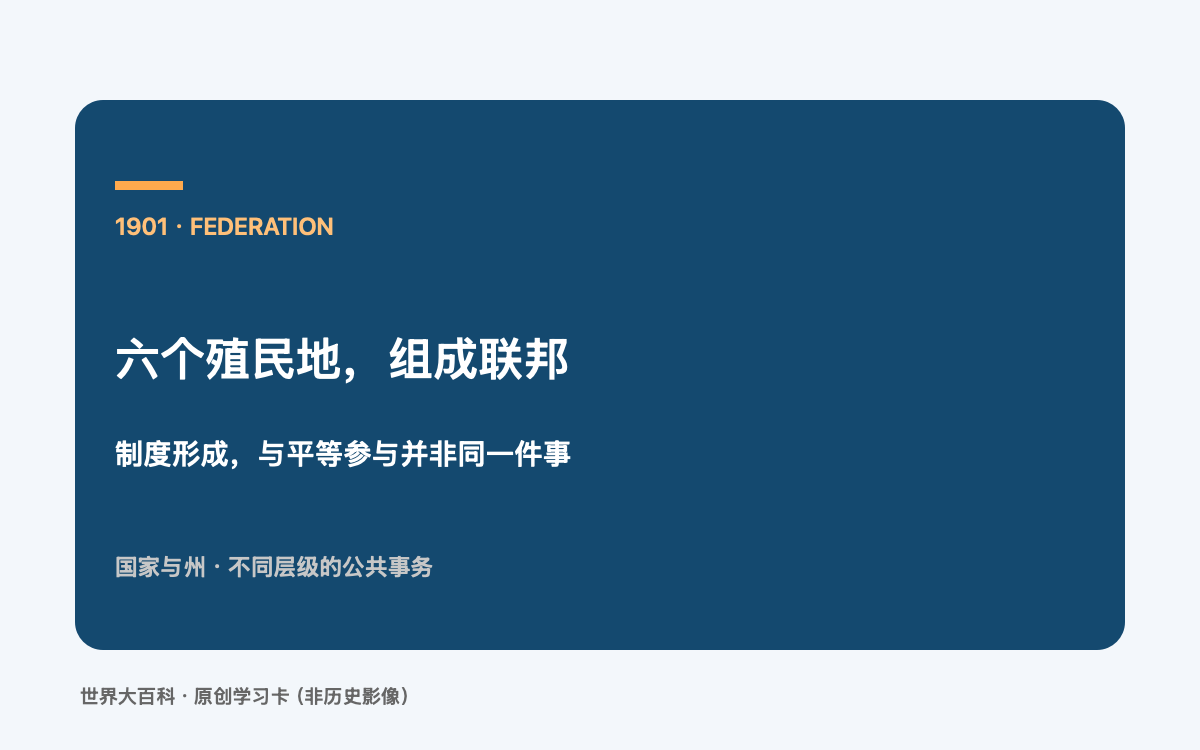 1901 · FEDERATION
六个殖民地，组成联邦
制度形成，与平等参与并非同一件事
国家与州 · 不同层级的公共事务
世界大百科 · 原创学习卡 (非历史影像)